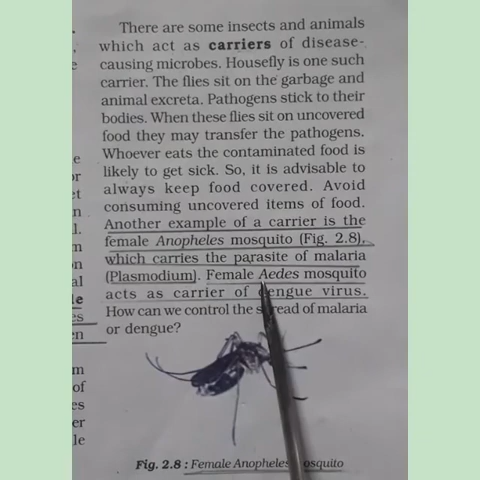 There are some insects and animals
which act as carriers of disease-
causing microbes. Housefly is one such
carrier. The flies sit on the garbage and
animal excreta. Pathogens stick to their
bodies. When these flies sit on uncovered
food they may transfer the pathogens.
Whoever eats the contaminated food is
likely to get sick. So, it is advisable to
always keep food covered. Avoid
consuming uncovered items of food.
Another example of a carrier is the
female Anopheles mosquito (Fig. 2.8),
which carries the parasite of malaria
(Plasmodium). Female Aedes mosquito
acts as carrier of dengue virus.
How can we control the spread of malaria
or dengue?
Fig. 2.8 : Female Anopheles mosquito